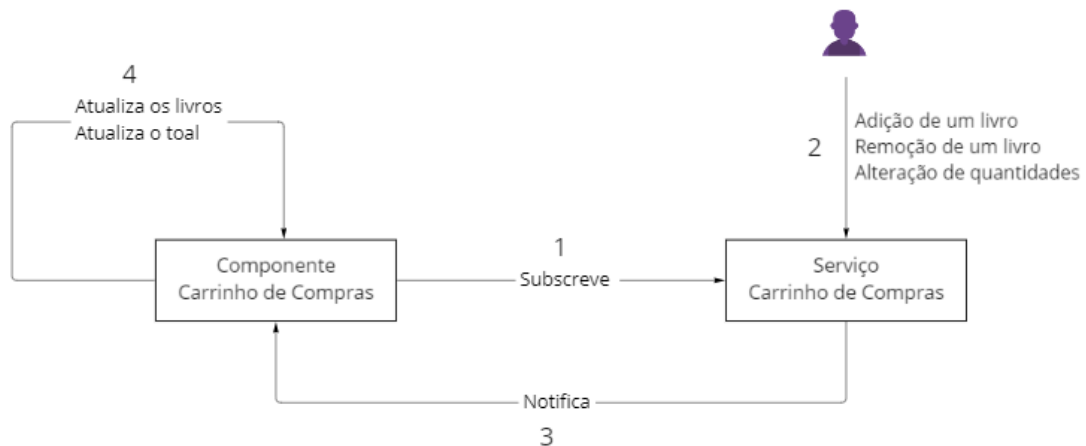 4
Atualiza os livros
Atualiza o toal
2
Adição de um livro
Remoção de um livro
Alteração de quantidades
Componente
Carrinho de Compras
1
Subscreve
Serviço
Carrinho de Compras
Notifica
3